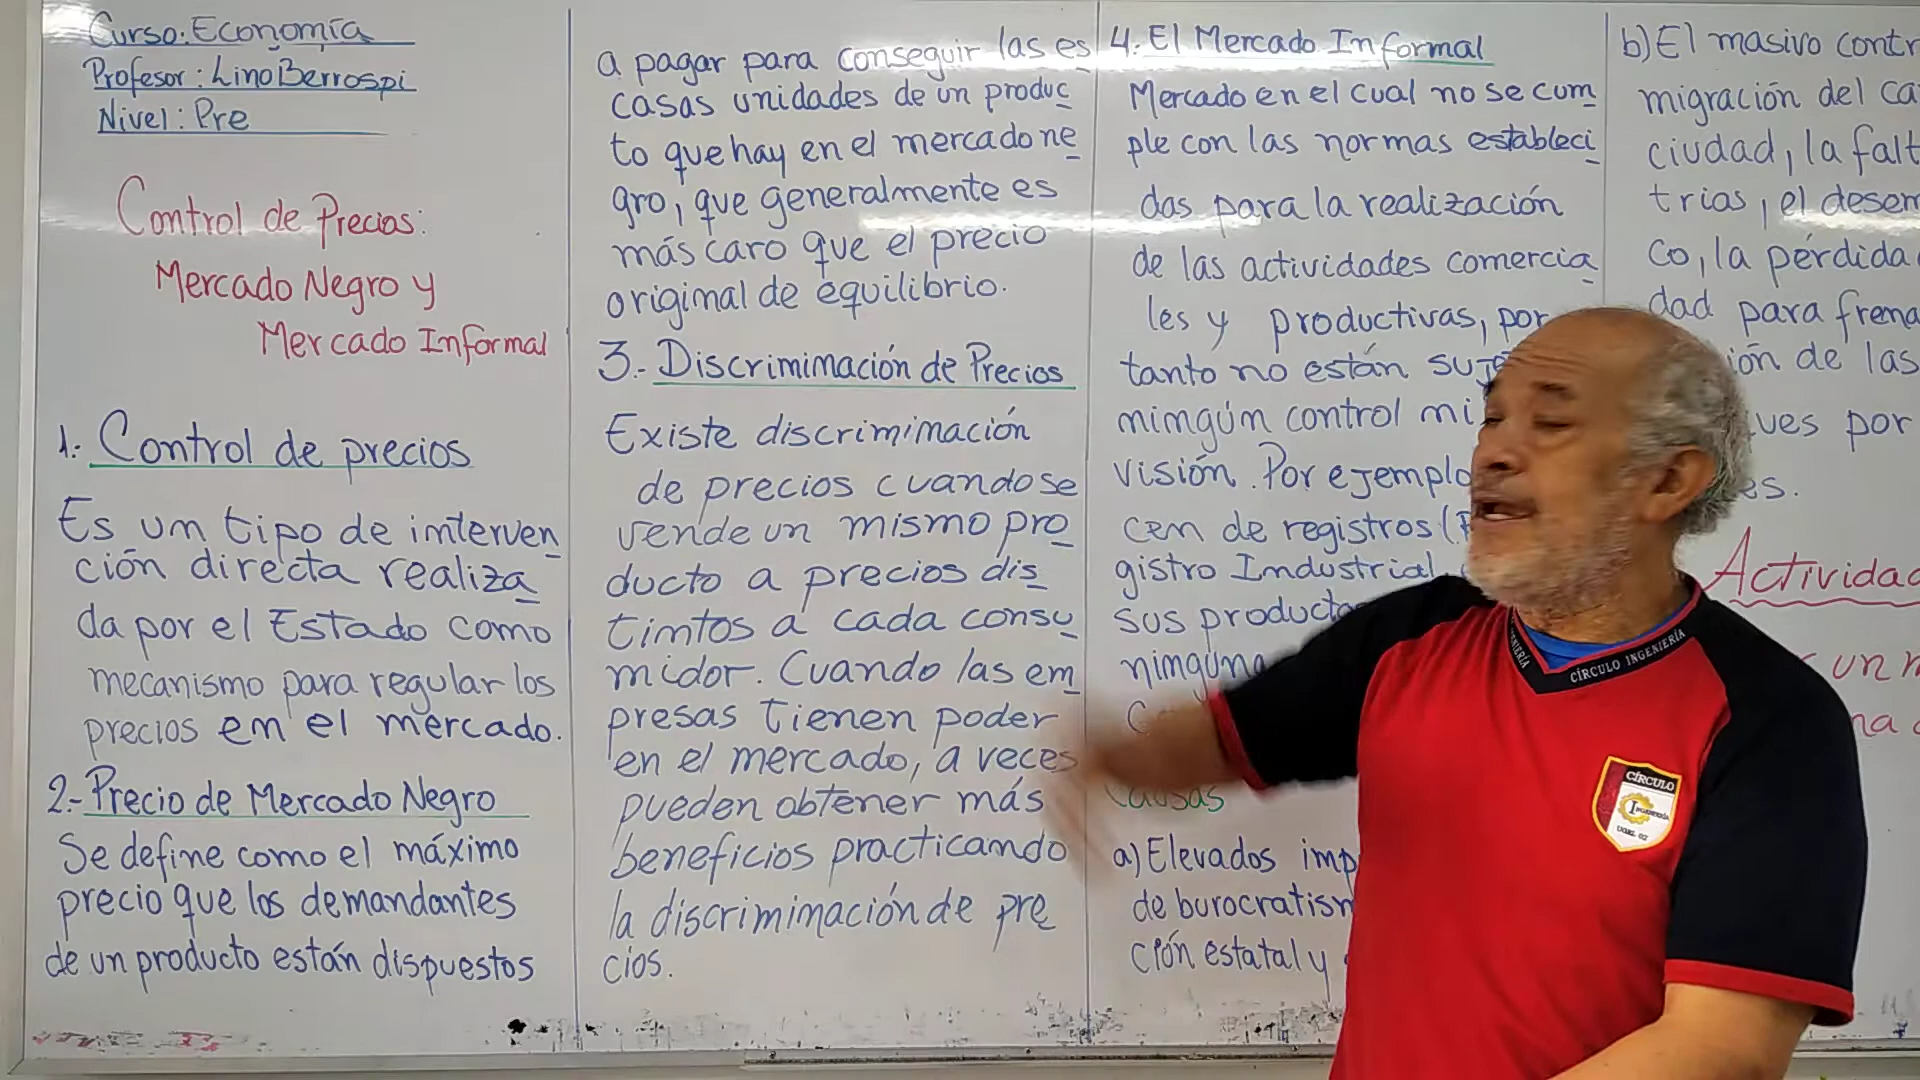 Curso: Economía
Profesor: Lino Berrospi
Nivel: Pre
Control de Precios:
Mercado Negro y
Mercado Informal
1. Control de precios
Es un tipo de interven
ción directa realiza
da por el Estado como
mecanismo para regular los
precios en el mercado.
2.- Precio de Mercado Negro
Se define como el máximo
precio que los demandantes
de un producto están dispuestos
a pagar para conseguir las es
casas unidades de un produc
to que hay en el mercado ne
gro, que generalmente es
más caro que el precio
original de equilibrio.
3.- Discriminación de Precios
Existe discriminación
de precios cuando se
vende un mismo pro
ducto a precios dis
tintos a cada consu
midor. Cuando las em
presas tienen poder
en el mercado, a veces
pueden obtener más
beneficios practicando
la discriminación de pre
cios.
4. El Mercado Informal
Mercado en el cual no se cum
ple con las normas estableci
das para la realización
de las actividades comercia
les y productivas, por
tanto no están suje
ningún control ni
visión. Por ejemplo
cen de registros (
gistro Industrial
sus producto
ninguna
Causas
a) Elevados imp
de burocratism
ción estatal y
b) El masivo contr
migración del ca
ciudad, la falt
trias, el desem
co, la pérdida
dad para frena
ión de las
ves por
es.
Actividad
un m
na
CÍRCULO INGENIERÍA
CÍRCULO
INGENIERÍA
UGEL 02